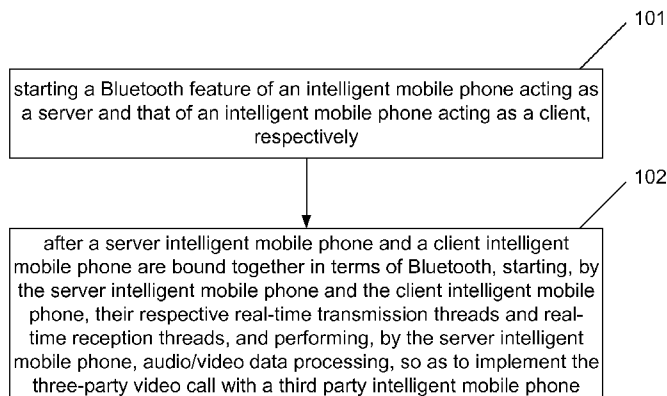 101
starting a Bluetooth feature of an intelligent mobile phone acting as
a server and that of an intelligent mobile phone acting as a client,
respectively
102
after a server intelligent mobile phone and a client intelligent
mobile phone are bound together in terms of Bluetooth, starting, by
the server intelligent mobile phone and the client intelligent mobile
phone, their respective real-time transmission threads and real-
time reception threads, and performing, by the server intelligent
mobile phone, audio/video data processing, so as to implement the
three-party video call with a third party intelligent mobile phone